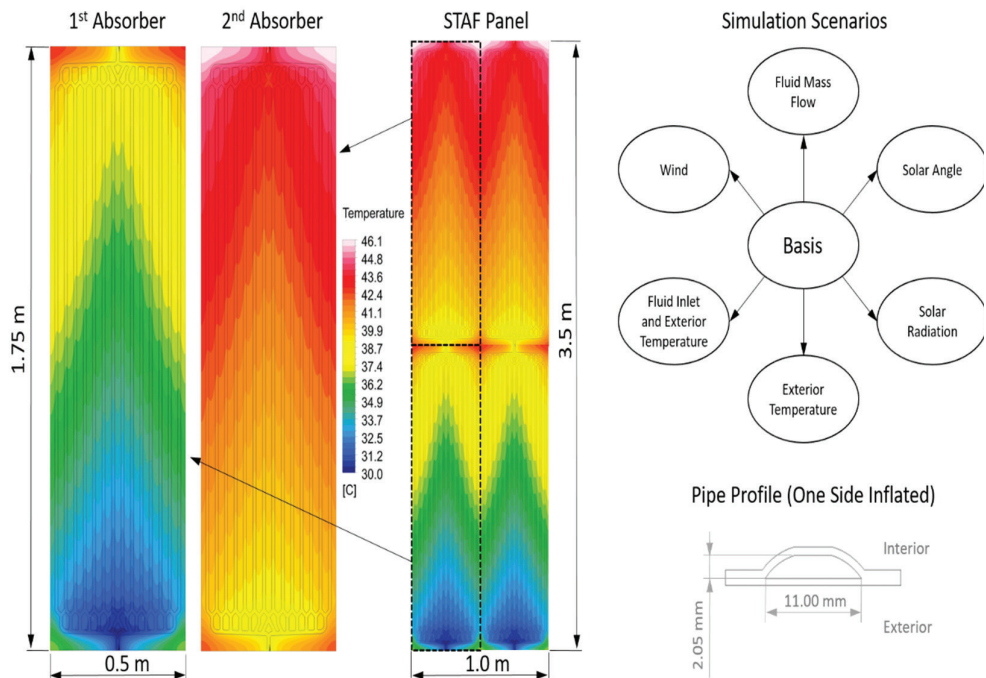 1st Absorber
2nd Absorber
STAF Panel
Simulation Scenarios
1.75 m
0.5 m
Temperature
46.1
44.8
43.6
42.4
41.1
39.9
38.7
37.4
36.2
35.0
33.7
32.5
31.2
30.0
[C]
3.5 m
1.0 m
Fluid Mass
Flow
Wind
Solar Angle
Basis
Fluid Inlet
and Exterior
Temperature
Solar
Radiation
Exterior
Temperature
Pipe Profile (One Side Inflated)
Interior
11.00 mm
Exterior
2.05 mm